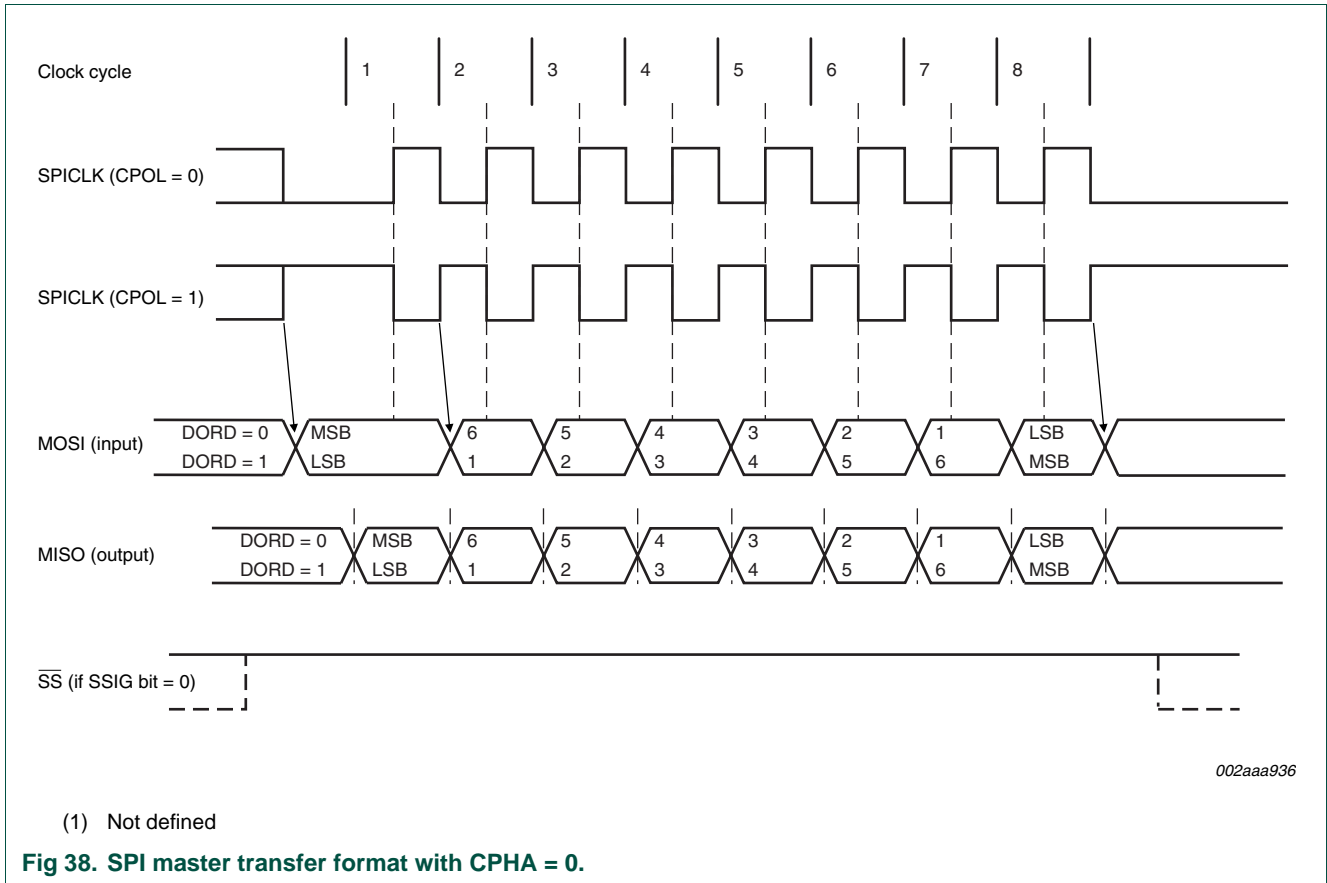 Clock cycle 1 2 3 4 5 6 7 8
SPICLK (CPOL = 0)
SPICLK (CPOL = 1)
MOSI (input)
DORD = 0 MSB 6 5 4 3 2 1 LSB
DORD = 1 LSB 1 2 3 4 5 6 MSB
MISO (output)
DORD = 0 MSB 6 5 4 3 2 1 LSB
DORD = 1 LSB 1 2 3 4 5 6 MSB
S̅S̅ (if SSIG bit = 0)
002aaa936
(1) Not defined
Fig 38. SPI master transfer format with CPHA = 0.